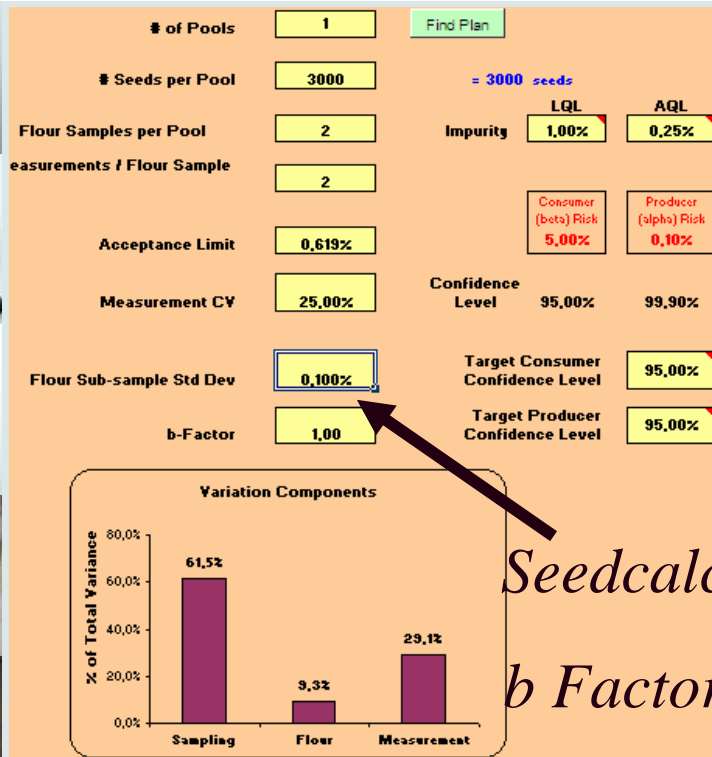 # of Pools 1 Find Plan
# Seeds per Pool 3000 = 3000 seeds
LQL AQL
Flour Samples per Pool 2 Impurity 1,00% 0,25%
easurements / Flour Sample
2
Consumer Producer
(beta) Risk (alpha) Risk
5,00% 0,10%
Acceptance Limit 0,619%
Confidence
Measurement CV 25,00% Level 95,00% 99,90%
Target Consumer
Flour Sub-sample Std Dev 0,100% Confidence Level 95,00%
Target Producer
b-Factor 1,00 Confidence Level 95,00%
Variation Components
% of Total Variance
80,0%
61,5%
60,0%
Seedcalc
40,0%
29,1%
20,0%
9,3%
b Factor
0,0%
Sampling Flour Measurement